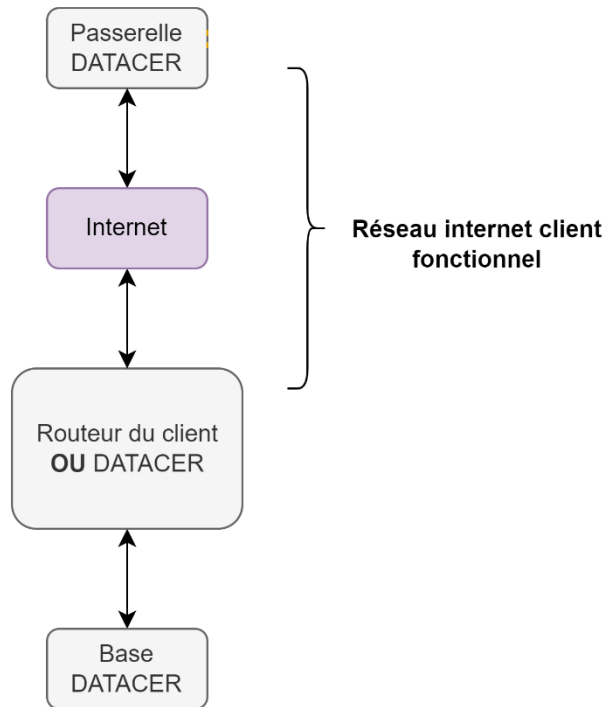 Passerelle
DATACER
Internet
Réseau internet client
fonctionnel
Routeur du client
OU DATACER
Base
DATACER